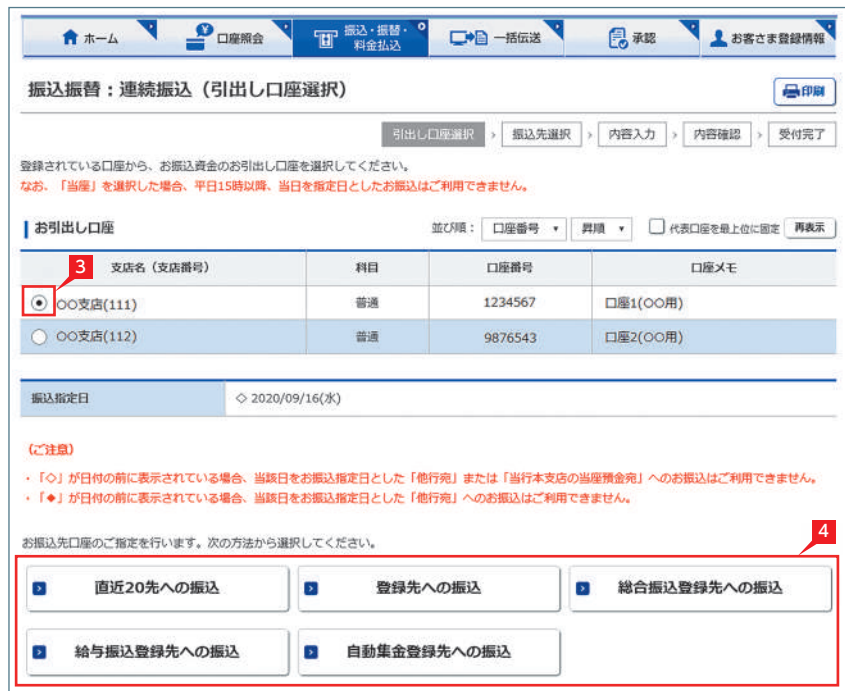 ホーム 口座照会 振込・振替・料金払込 一括伝送 承認 お客さま登録情報
振込振替：連続振込（引出し口座選択） 印刷
引出し口座選択 › 振込先選択 › 内容入力 › 内容確認 › 受付完了
登録されている口座から、お振込資金のお引出し口座を選択してください。
なお、「当座」を選択した場合、平日15時以降、当日を指定日としたお振込はご利用できません。
お引出し口座 並び順： 口座番号 ▼ 昇順 ▼ 代表口座を最上位に固定 再表示
3
支店名（支店番号） 科目 口座番号 口座メモ
○○支店(111) 普通 1234567 口座1(○○用)
○○支店(112) 普通 9876543 口座2(○○用)
振込指定日 ◇ 2020/09/16(水)
(ご注意)
・「◇」が日付の前に表示されている場合、当該日をお振込指定日とした「他行宛」または「当行本支店の当座預金宛」へのお振込はご利用できません。
・「◆」が日付の前に表示されている場合、当該日をお振込指定日とした「他行宛」へのお振込はご利用できません。
お振込先口座のご指定を行います。次の方法から選択してください。
4
直近20先への振込 登録先への振込 総合振込登録先への振込
給与振込登録先への振込 自動集金登録先への振込